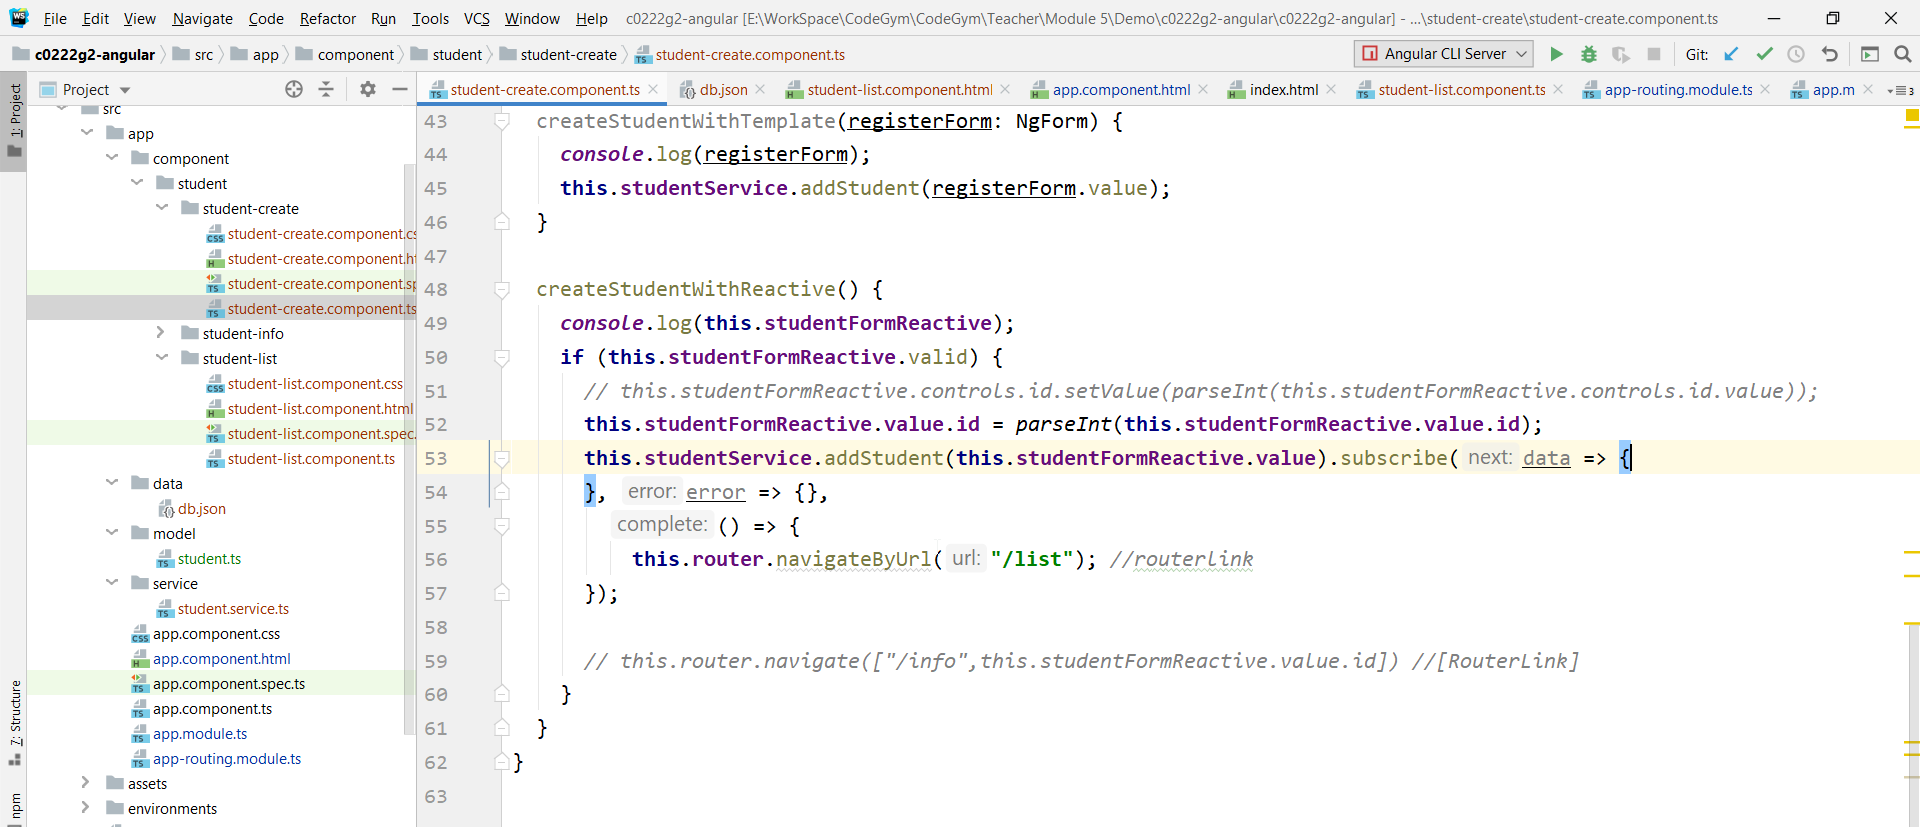 File Edit View Navigate Code Refactor Run Tools VCS Window Help c0222g2-angular [E:\WorkSpace\CodeGym\CodeGym\Teacher\Module 5\Demo\c0222g2-angular\c0222g2-angular] - ...\student-create\student-create.component.ts
c0222g2-angular src app component student student-create student-create.component.ts Angular CLI Server Git:
Project student-create.component.ts db.json student-list.component.html app.component.html index.html student-list.component.ts app-routing.module.ts app.m 3
1: Project
7: Structure
npm
src
app
component
student
student-create
student-create.component.cs
student-create.component.ht
student-create.component.sp
student-create.component.ts
student-info
student-list
student-list.component.css
student-list.component.html
student-list.component.spec.
student-list.component.ts
data
db.json
model
student.ts
service
student.service.ts
app.component.css
app.component.html
app.component.spec.ts
app.component.ts
app.module.ts
app-routing.module.ts
assets
environments
43 createStudentWithTemplate(registerForm: NgForm) {
44 console.log(registerForm);
45 this.studentService.addStudent(registerForm.value);
46 }
47
48 createStudentWithReactive() {
49 console.log(this.studentFormReactive);
50 if (this.studentFormReactive.valid) {
51 // this.studentFormReactive.controls.id.setValue(parseInt(this.studentFormReactive.controls.id.value));
52 this.studentFormReactive.value.id = parseInt(this.studentFormReactive.value.id);
53 this.studentService.addStudent(this.studentFormReactive.value).subscribe( next: data => {
54 }, error: error => {},
55 complete: () => {
56 this.router.navigateByUrl( url: "/list"); //routerlink
57 });
58
59 // this.router.navigate(["/info",this.studentFormReactive.value.id]) //[RouterLink]
60 }
61 }
62 }
63